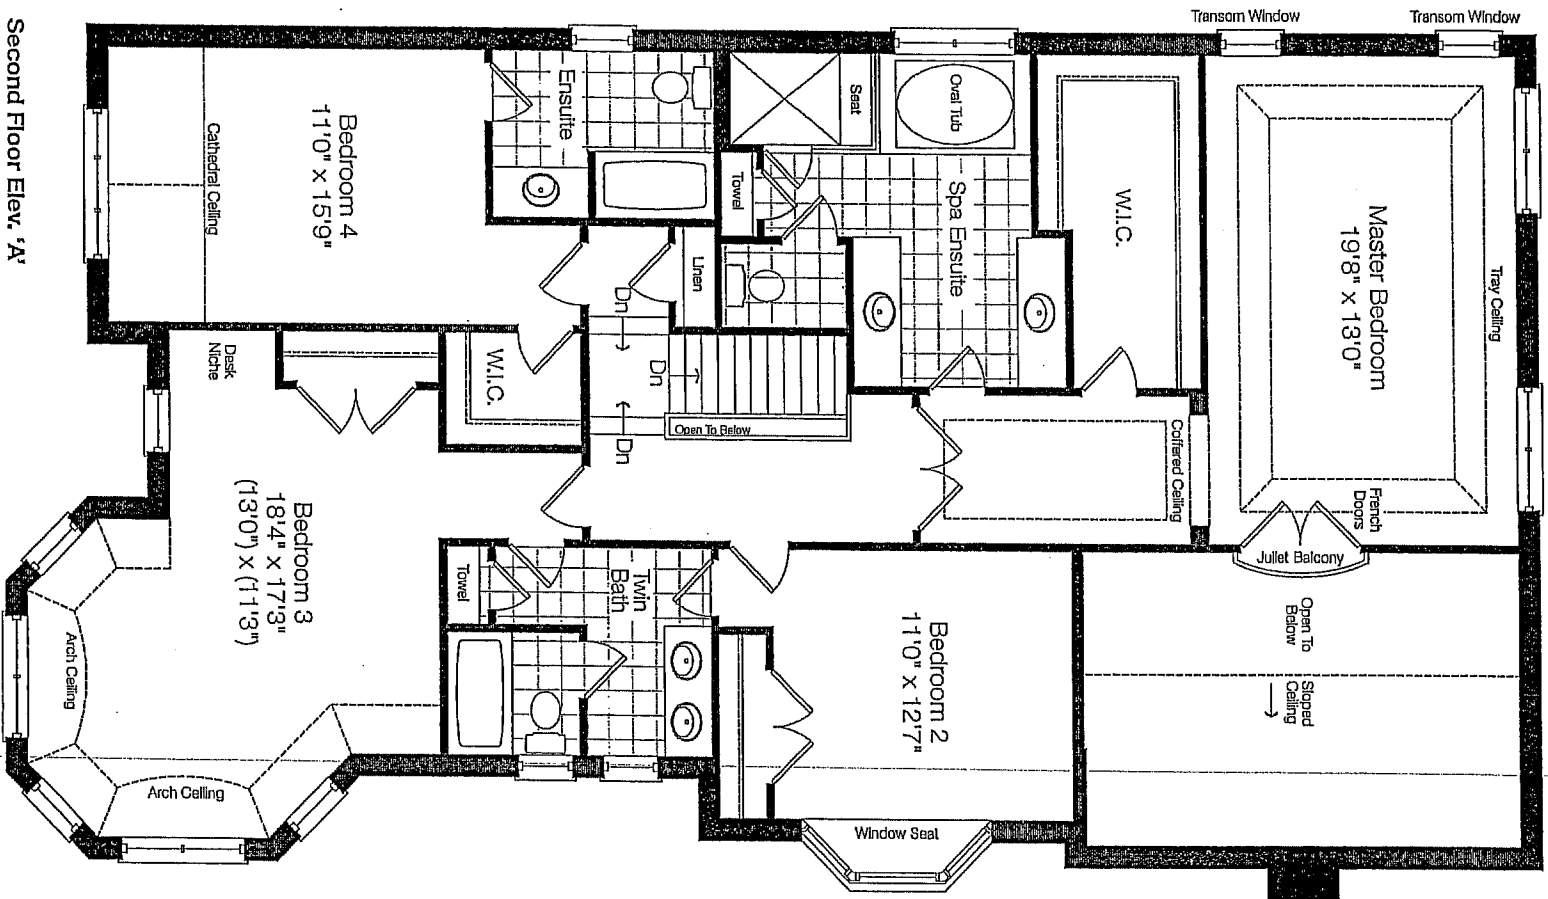 Transom Window
Transom Window
Second Floor Elev. 'A'
Cathedral Ceiling
Bedroom 4
11'0" x 15'9"
Ensuite
Seat
Oval Tub
Towel
Spa Ensuite
W.I.C.
Master Bedroom
19'8" x 13'0"
Tray Ceiling
Linen
Dn
Dn
Dn
Open To Below
W.I.C.
Desk
Niche
Coffered Ceiling
French
Doors
Juliet Balcony
Bedroom 3
18'4" x 17'3"
(13'0") x (11'3")
Towel
Twin
Bath
Bedroom 2
11'0" x 12'7"
Open To
Below
Sloped
Ceiling
Arch Ceiling
Arch Ceiling
Window Seat